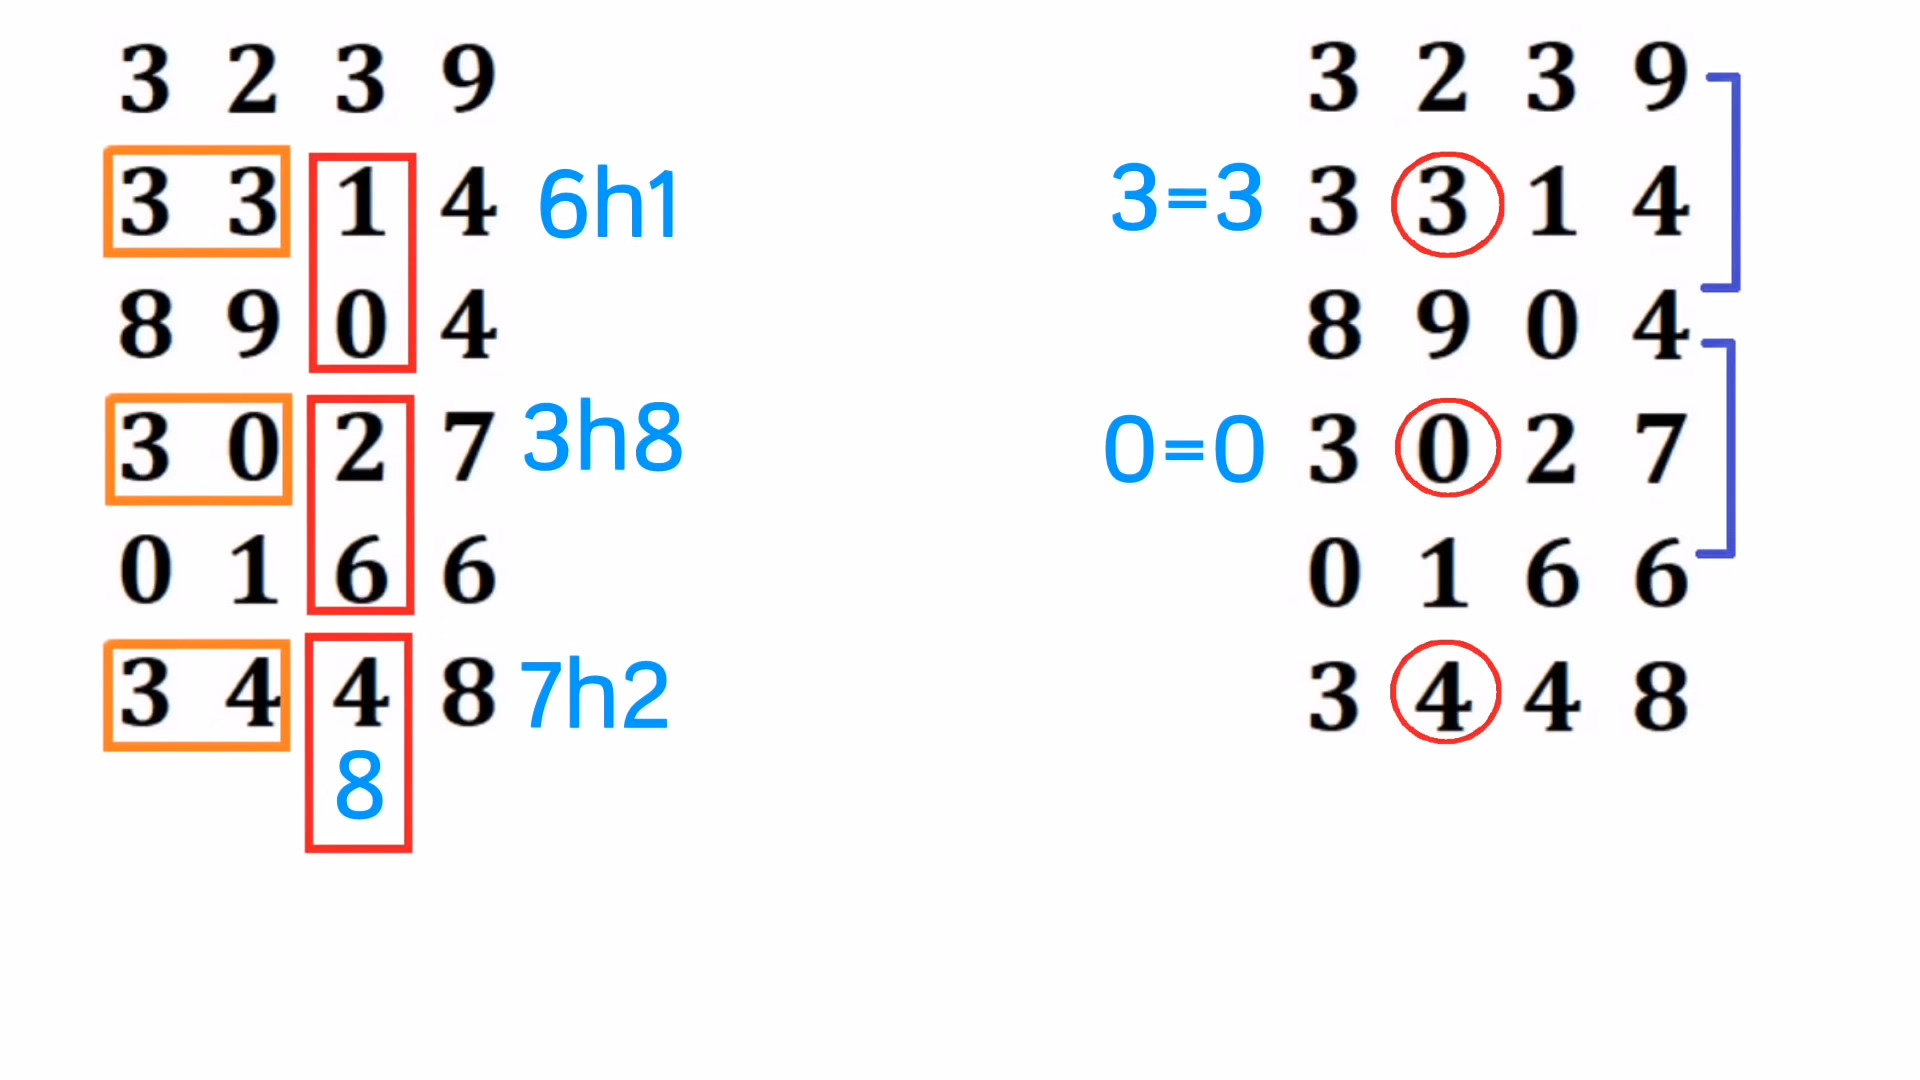 3 2 3 9
3 3 1 4 6h1
8 9 0 4
3 0 2 7 3h8
0 1 6 6
3 4 4 8 7h2
8
3 2 3 9
3=3 3 3 1 4
8 9 0 4
0=0 3 0 2 7
0 1 6 6
3 4 4 8